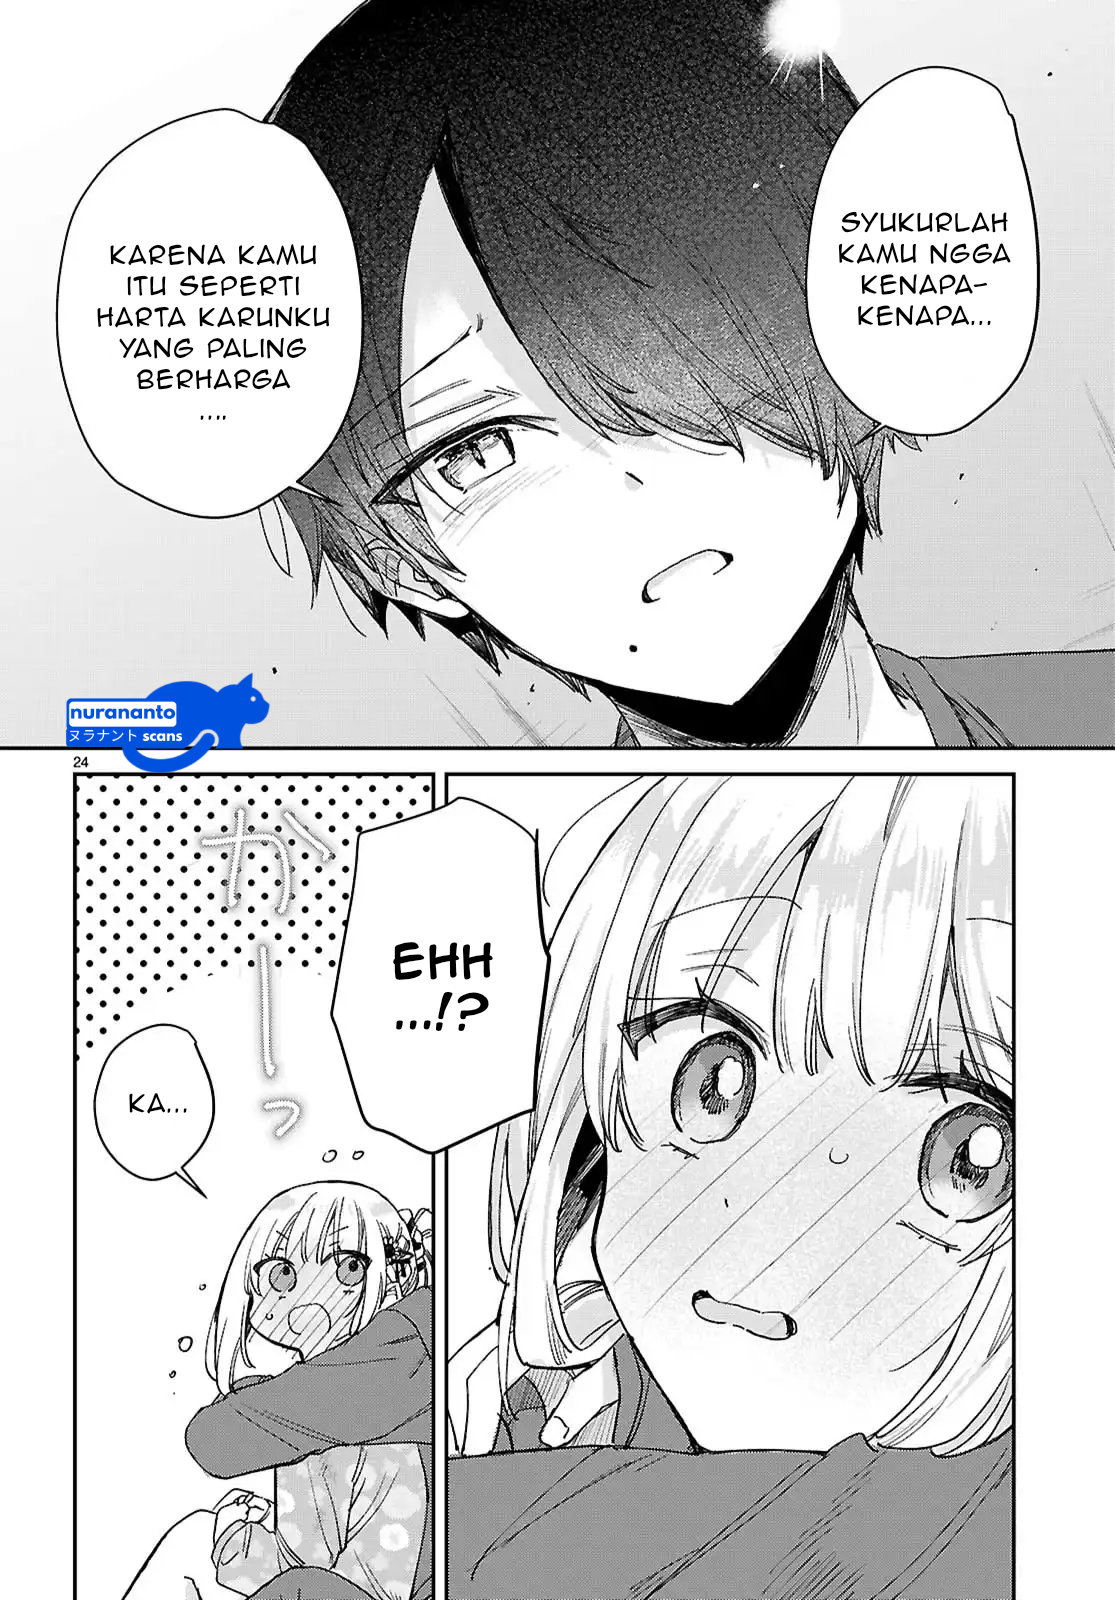 SYUKURLAH
KAMU NGGA
KENAPA-
KENAPA...
KARENA KAMU
ITU SEPERTI
HARTA KARUNKU
YANG PALING
BERHARGA
....
nurananto
ヌラナント scans
24
EHH
...!?
かーっ
KA...